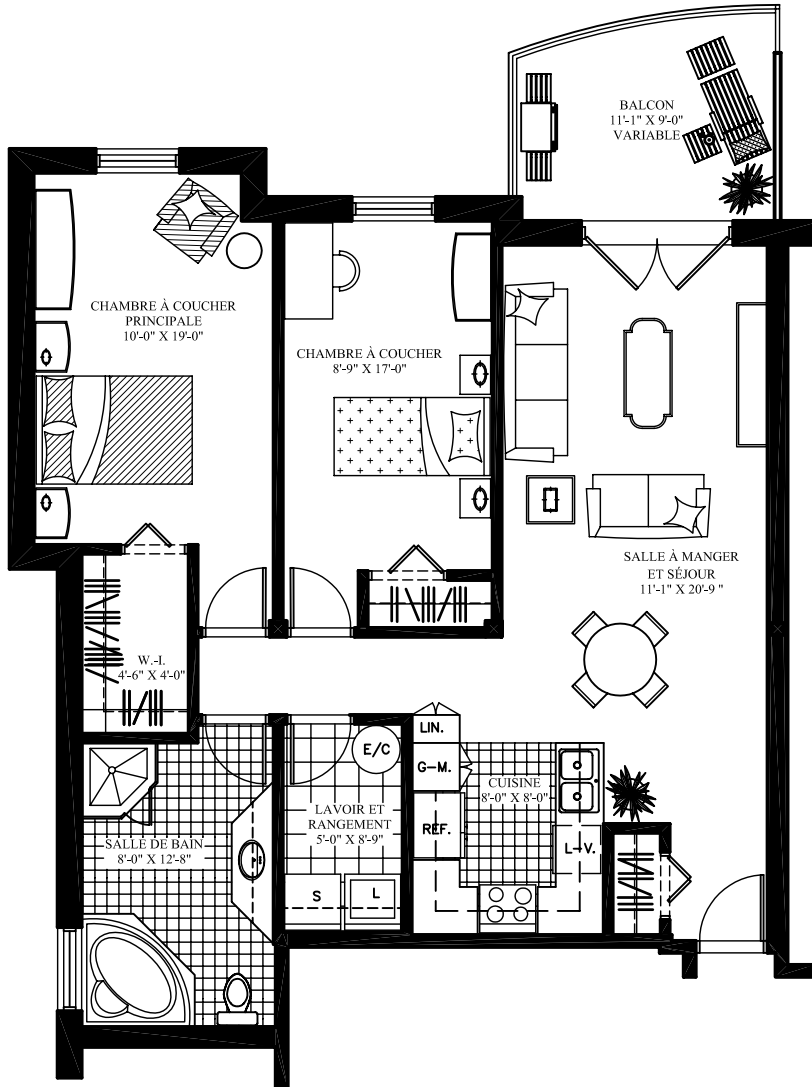 BALCON
11'-1" X 9'-0"
VARIABLE
CHAMBRE À COUCHER
PRINCIPALE
10'-0" X 19'-0"
CHAMBRE À COUCHER
8'-9" X 17'-0"
SALLE À MANGER
ET SÉJOUR
11'-1" X 20'-9 "
W.-I.
4'-6" X 4'-0"
LIN.
E/C
G-M.
CUISINE
8'-0" X 8'-0"
LAVOIR ET
RANGEMENT
5'-0" X 8'-9"
REF.
L-V.
SALLE DE BAIN
8'-0" X 12'-8"
S
L